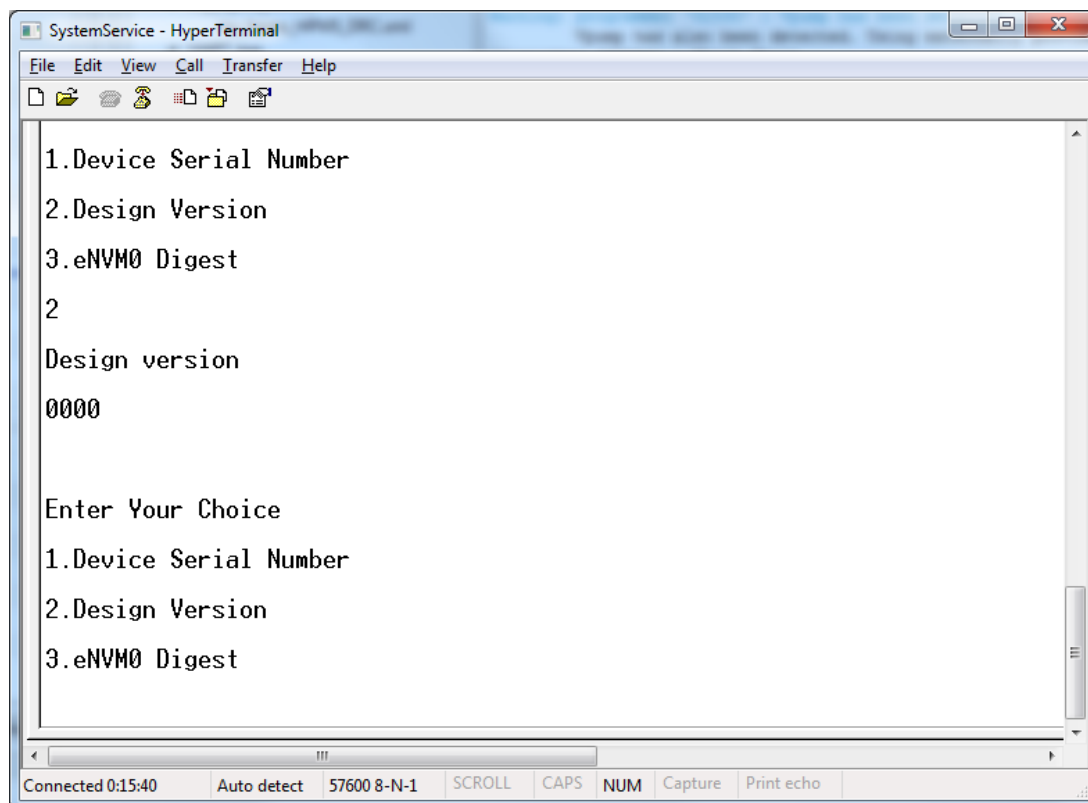 SystemService - HyperTerminal
File Edit View Call Transfer Help
1.Device Serial Number
2.Design Version
3.eNVM0 Digest
2
Design version
0000
Enter Your Choice
1.Device Serial Number
2.Design Version
3.eNVM0 Digest
Connected 0:15:40 Auto detect 57600 8-N-1 SCROLL CAPS NUM Capture Print echo